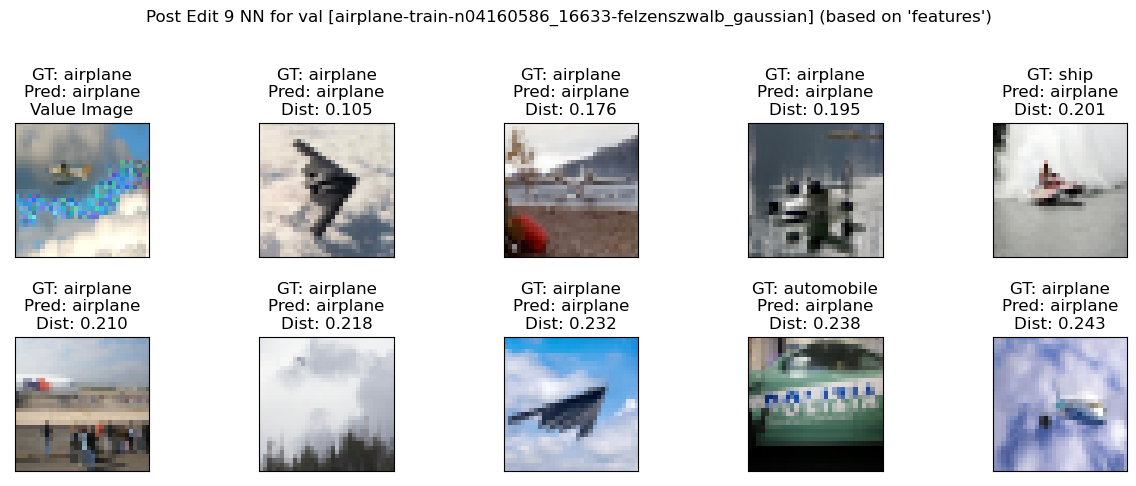 Post Edit 9 NN for val [airplane-train-n04160586_16633-felzenszwalb_gaussian] (based on 'features')
GT: airplane
Pred: airplane
Value Image
GT: airplane
Pred: airplane
Dist: 0.105
GT: airplane
Pred: airplane
Dist: 0.176
GT: airplane
Pred: airplane
Dist: 0.195
GT: ship
Pred: airplane
Dist: 0.201
GT: airplane
Pred: airplane
Dist: 0.210
GT: airplane
Pred: airplane
Dist: 0.218
GT: airplane
Pred: airplane
Dist: 0.232
GT: automobile
Pred: airplane
Dist: 0.238
POLIZIA
GT: airplane
Pred: airplane
Dist: 0.243